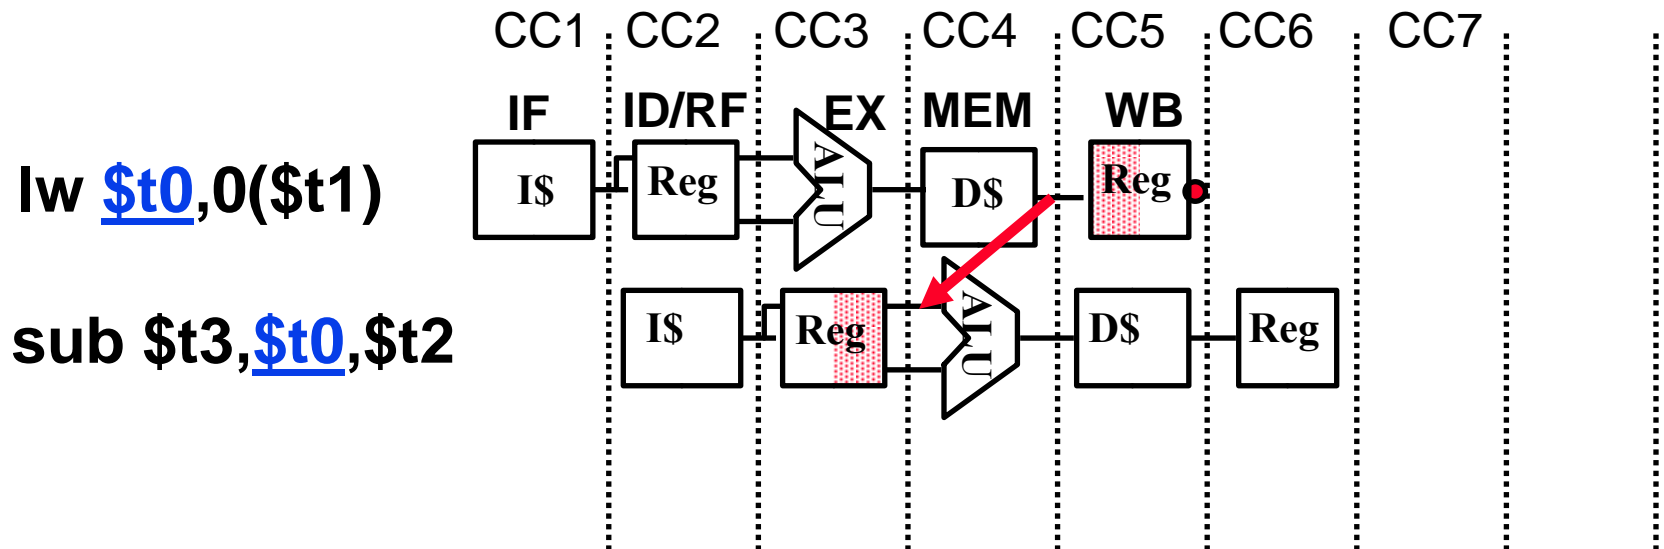 CC1 CC2 CC3 CC4 CC5 CC6 CC7
IF ID/RF EX MEM WB
lw $t0,0($t1) I$ Reg ALU D$ Reg
sub $t3,$t0,$t2 I$ Reg ALU D$ Reg